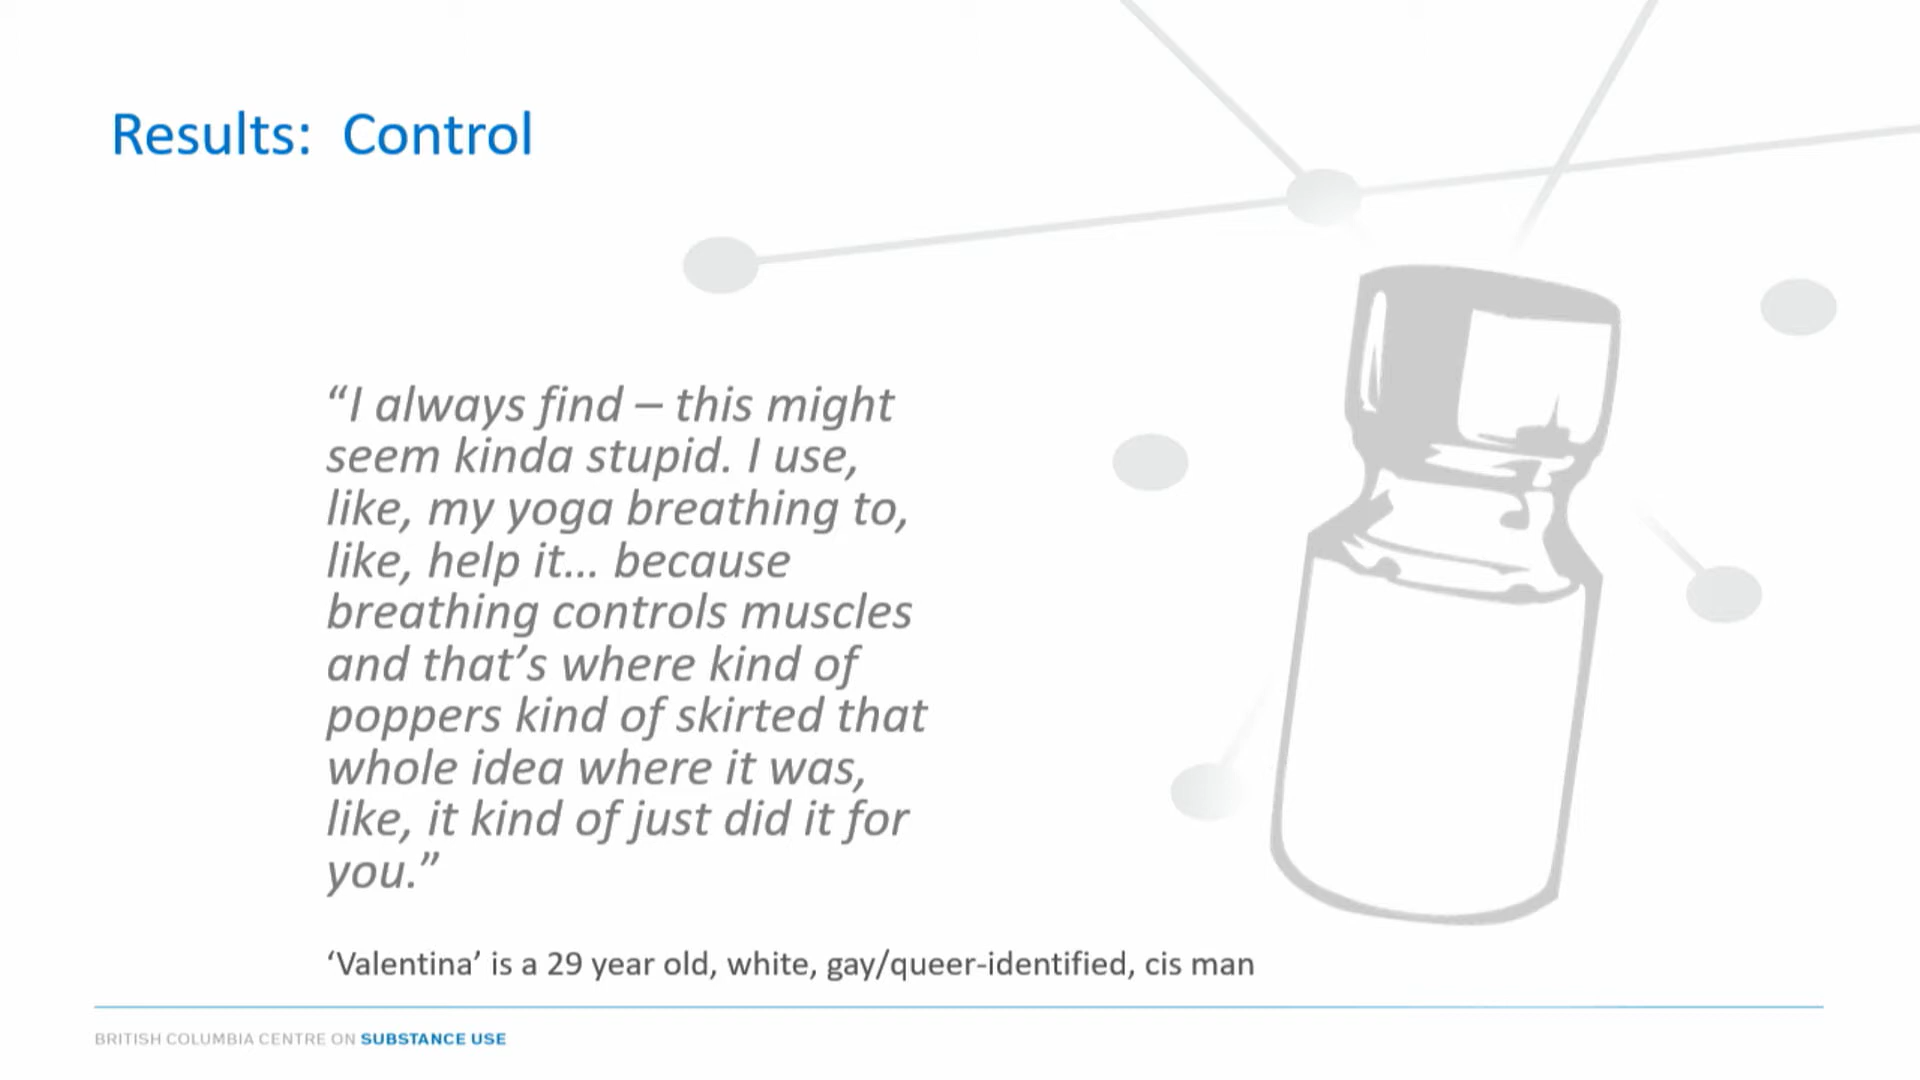 Results:  Control
“I always find – this might
seem kinda stupid. I use,
like, my yoga breathing to,
like, help it... because
breathing controls muscles
and that’s where kind of
poppers kind of skirted that
whole idea where it was,
like, it kind of just did it for
you.”
‘Valentina’ is a 29 year old, white, gay/queer-identified, cis man
BRITISH COLUMBIA CENTRE ON SUBSTANCE USE